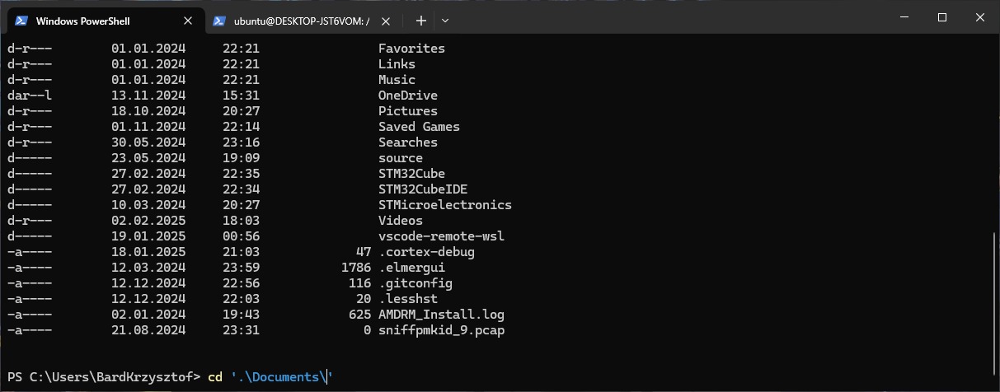 Windows PowerShell ubuntu@DESKTOP-JST6VOM: /
d-r--- 01.01.2024 22:21 Favorites
d-r--- 01.01.2024 22:21 Links
d-r--- 01.01.2024 22:21 Music
dar--l 13.11.2024 15:31 OneDrive
d-r--- 18.10.2024 20:27 Pictures
d-r--- 01.11.2024 22:14 Saved Games
d-r--- 30.05.2024 23:16 Searches
d----- 23.05.2024 19:09 source
d----- 27.02.2024 22:35 STM32Cube
d----- 27.02.2024 22:34 STM32CubeIDE
d----- 10.03.2024 20:27 STMicroelectronics
d-r--- 02.02.2025 18:03 Videos
d----- 19.01.2025 00:56 vscode-remote-wsl
-a---- 18.01.2025 21:03 47 .cortex-debug
-a---- 12.03.2024 23:59 1786 .elmergui
-a---- 12.12.2024 22:56 116 .gitconfig
-a---- 12.12.2024 22:03 20 .lesshst
-a---- 02.01.2024 19:43 625 AMDRM_Install.log
-a---- 21.08.2024 23:31 0 sniffpmkid_9.pcap
PS C:\Users\BardKrzysztof> cd '.\Documents\'